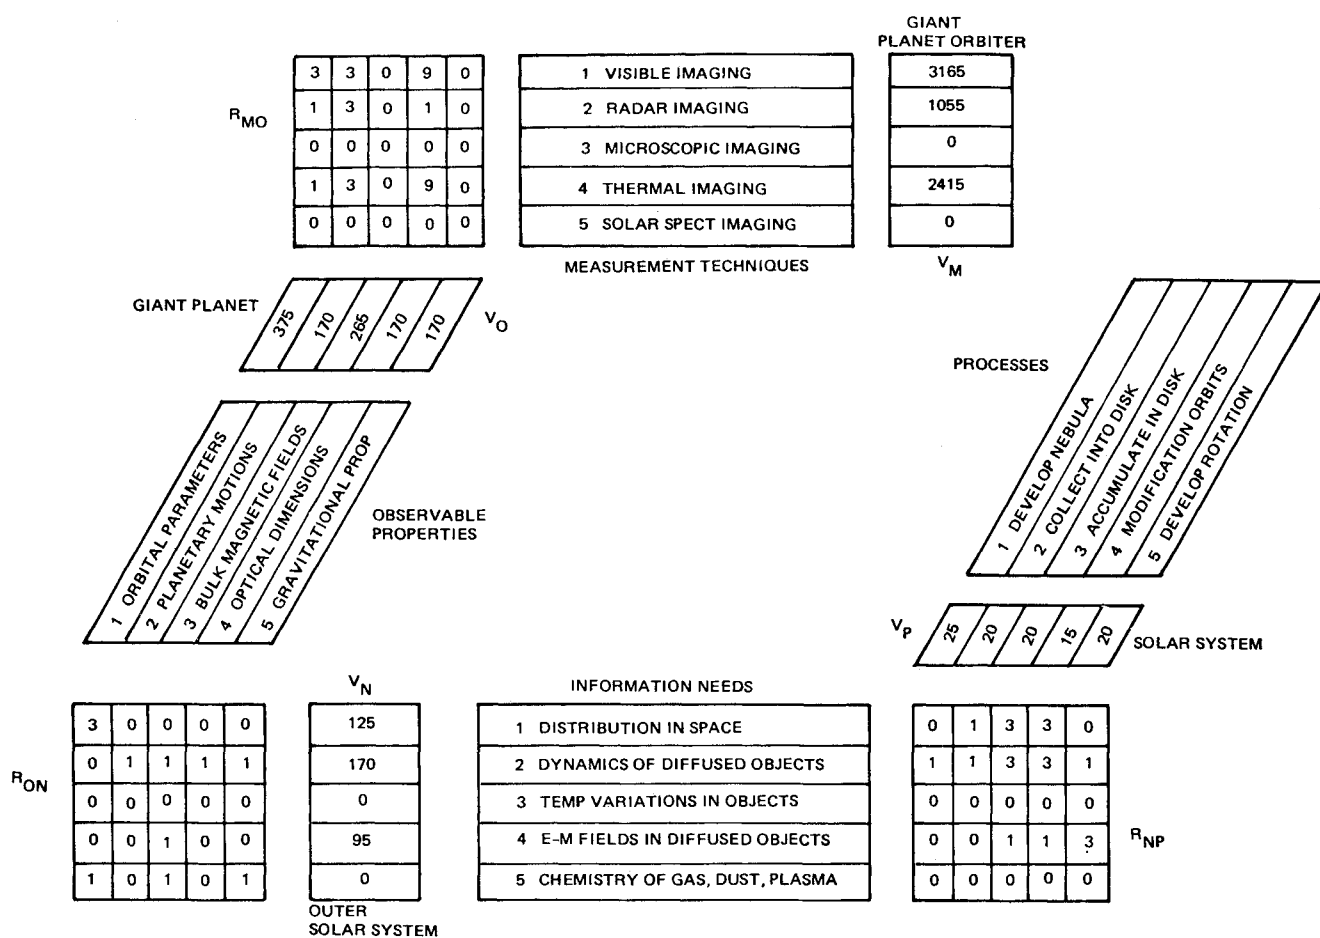 GIANT
PLANET ORBITER
R_MO
3 3 0 9 0
1 3 0 1 0
0 0 0 0 0
1 3 0 9 0
0 0 0 0 0
1 VISIBLE IMAGING
2 RADAR IMAGING
3 MICROSCOPIC IMAGING
4 THERMAL IMAGING
5 SOLAR SPECT IMAGING
MEASUREMENT TECHNIQUES
3165
1055
0
2415
0
V_M
GIANT PLANET
375 170 265 170 170
V_O
1 ORBITAL PARAMETERS
2 PLANETARY MOTIONS
3 BULK MAGNETIC FIELDS
4 OPTICAL DIMENSIONS
5 GRAVITATIONAL PROP
OBSERVABLE
PROPERTIES
PROCESSES
1 DEVELOP NEBULA
2 COLLECT INTO DISK
3 ACCUMULATE IN DISK
4 MODIFICATION ORBITS
5 DEVELOP ROTATION
V_P
25 20 20 15 20
SOLAR SYSTEM
R_ON
3 0 0 0 0
0 1 1 1 1
0 0 0 0 0
0 0 1 0 0
1 0 1 0 1
V_N
125
170
0
95
0
OUTER
SOLAR SYSTEM
INFORMATION NEEDS
1 DISTRIBUTION IN SPACE
2 DYNAMICS OF DIFFUSED OBJECTS
3 TEMP VARIATIONS IN OBJECTS
4 E-M FIELDS IN DIFFUSED OBJECTS
5 CHEMISTRY OF GAS, DUST, PLASMA
0 1 3 3 0
1 1 3 3 1
0 0 0 0 0
0 0 1 1 3
0 0 0 0 0
R_NP